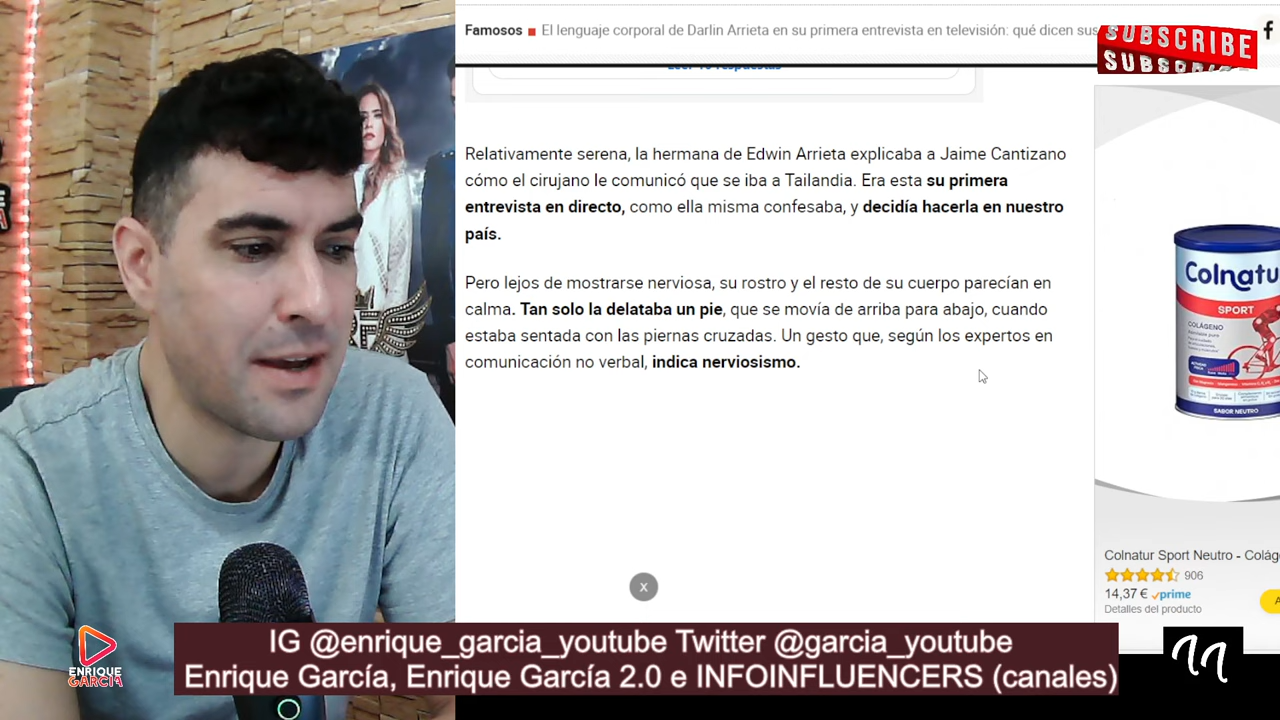 Famosos El lenguaje corporal de Darlin Arrieta en su primera entrevista en televisión: qué dicen sus
SUBSCRIBE
SUBSCRIBE
Relativamente serena, la hermana de Edwin Arrieta explicaba a Jaime Cantizano
cómo el cirujano le comunicó que se iba a Tailandia. Era esta su primera
entrevista en directo, como ella misma confesaba, y decidía hacerla en nuestro
país.
Pero lejos de mostrarse nerviosa, su rostro y el resto de su cuerpo parecían en
calma. Tan solo la delataba un pie, que se movía de arriba para abajo, cuando
estaba sentada con las piernas cruzadas. Un gesto que, según los expertos en
comunicación no verbal, indica nerviosismo.
x
Colnatur
SPORT
COLÁGENO
SABOR NEUTRO
Colnatur Sport Neutro - Colág
906
14,37 € prime
Detalles del producto
ENRIQUE
GARCÍA
IG @enrique_garcia_youtube Twitter @garcia_youtube
Enrique García, Enrique García 2.0 e INFOINFLUENCERS (canales)